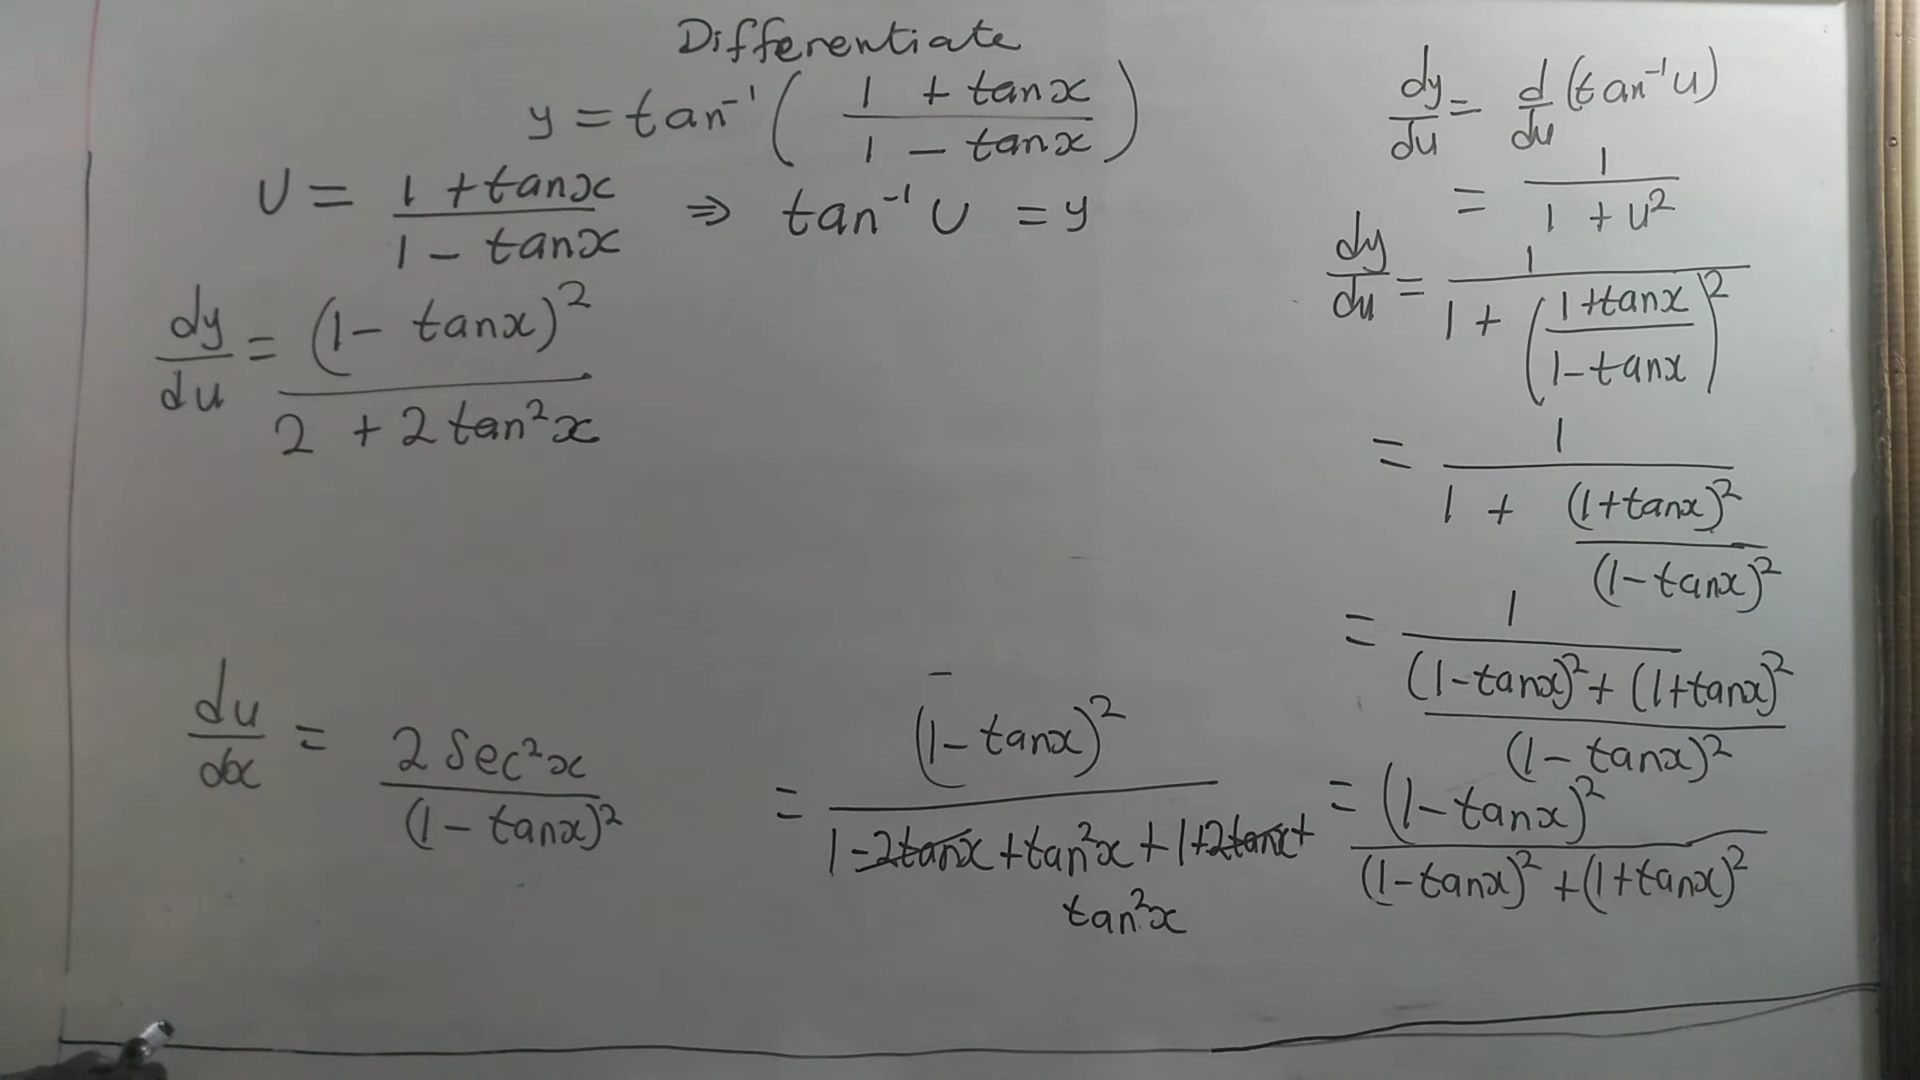 Differentiate
y = tan⁻¹ ( (1 + tanx) / (1 - tanx) )
U = (1 + tanx) / (1 - tanx) ⇒ tan⁻¹ U = y
dy/du = (1 - tanx)² / (2 + 2tan²x)
du/dx = 2 Sec²x / (1 - tanx)²
dy/du = d/du (tan⁻¹ U)
= 1 / (1 + U²)
dy/du = 1 / (1 + ((1+tanx) / (1-tanx))²)
= 1 / (1 + (1+tanx)² / (1-tanx)²)
= 1 / (((1-tanx)² + (1+tanx)²) / (1-tanx)²)
= (1-tanx)² / ((1-tanx)² + (1+tanx)²)
= (1-tanx)² / (1-2tanx + tan²x + 1+2tanx + tan²x)